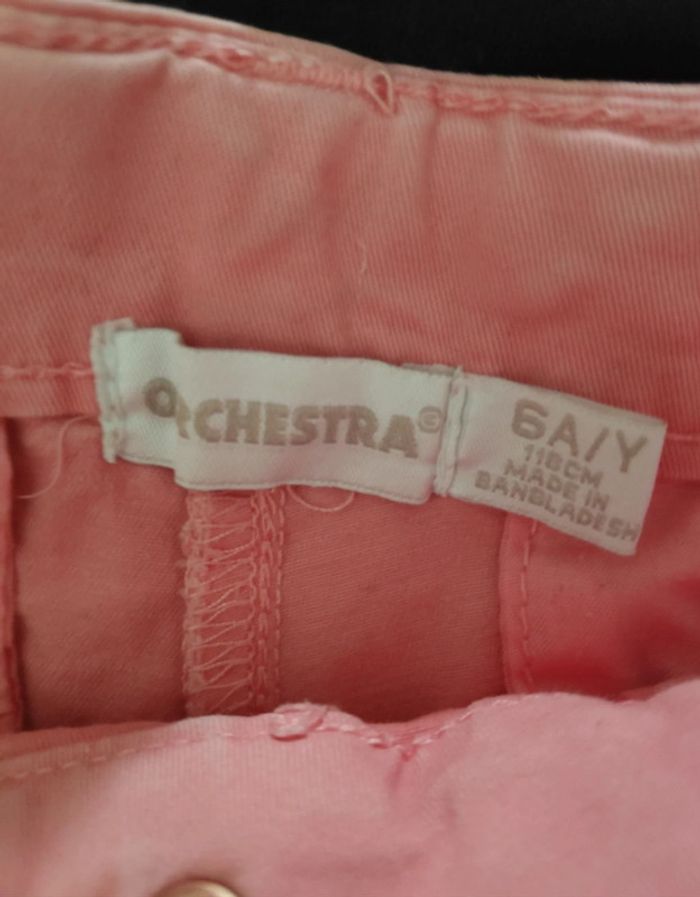 ORCHESTRA©
6A/Y
116CM
MADE IN
BANGLADESH